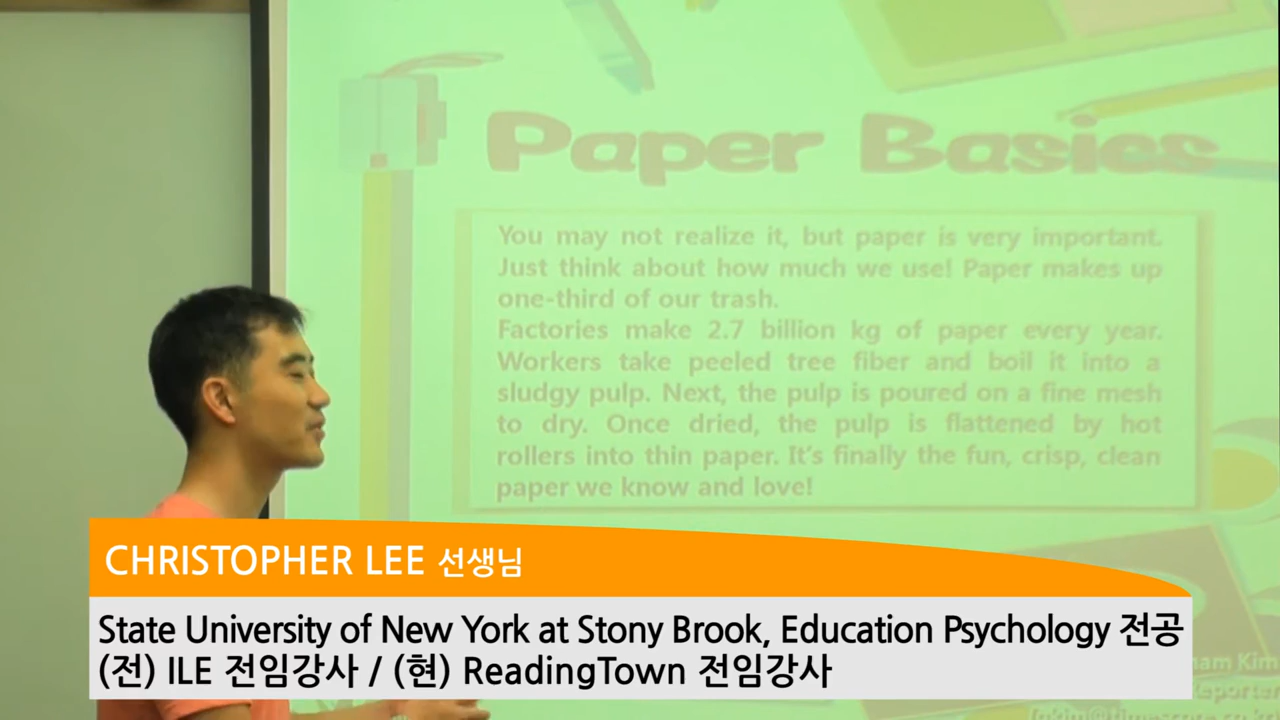 Paper Basics
You may not realize it, but paper is very important.
Just think about how much we use! Paper makes up
one-third of our trash.
Factories make 2.7 billion kg of paper every year.
Workers take peeled tree fiber and boil it into a
sludgy pulp. Next, the pulp is poured on a fine mesh
to dry. Once dried, the pulp is flattened by hot
rollers into thin paper. It's finally the fun, crisp, clean
paper we know and love!
CHRISTOPHER LEE 선생님
State University of New York at Stony Brook, Education Psychology 전공
(전) ILE 전임강사 / (현) ReadingTown 전임강사
Kim